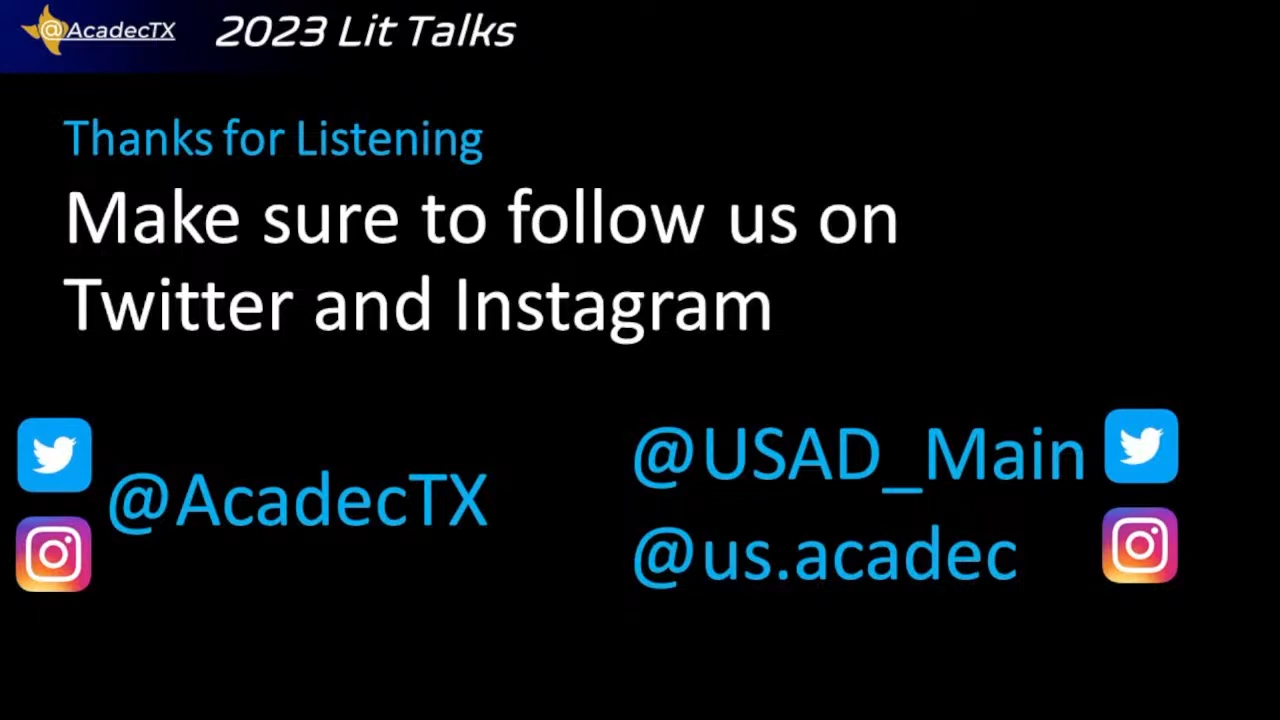 @AcadecTX
2023 Lit Talks
Thanks for Listening
Make sure to follow us on
Twitter and Instagram
@AcadecTX
@USAD_Main
@us.acadec